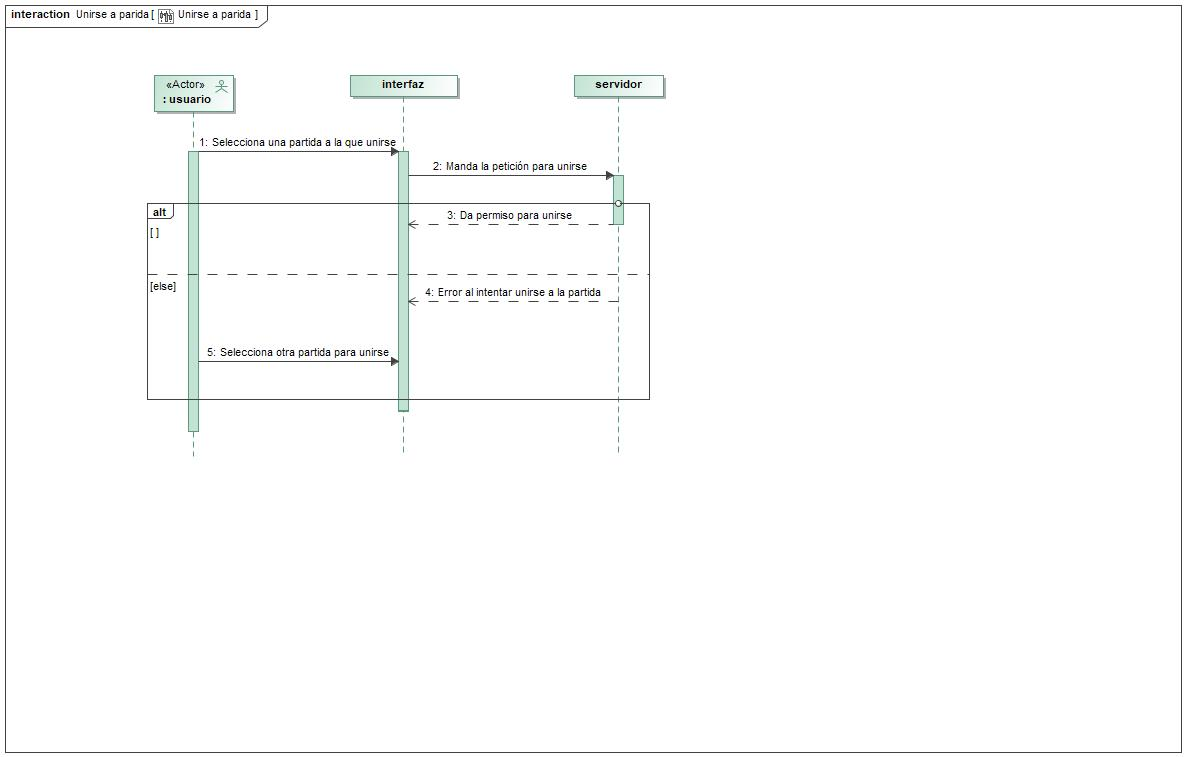 interaction Unirse a parida [ Unirse a parida ]
«Actor»
: usuario
interfaz
servidor
1: Selecciona una partida a la que unirse
2: Manda la petición para unirse
alt
3: Da permiso para unirse
[ ]
[else]
4: Error al intentar unirse a la partida
5: Selecciona otra partida para unirse